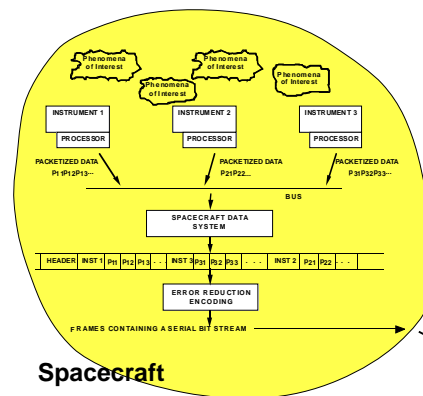 Phenomena
of Interest
Phenomena
of Interest
Phenomena
of Interest
Phenomena
of Interest
INSTRUMENT 1
PROCESSOR
INSTRUMENT 2
PROCESSOR
INSTRUMENT 3
PROCESSOR
PACKETIZED DATA
P11P12P13...
PACKETIZED DATA
P21P22...
PACKETIZED DATA
P31P32P33...
BUS
SPACECRAFT DATA
SYSTEM
HEADER INST 1 P11 P12 P13 . . . INST 3 P31 P32 P33 . . . INST 2 P21 P22 . . .
ERROR REDUCTION
ENCODING
FRAMES CONTAINING A SERIAL BIT STREAM
Spacecraft